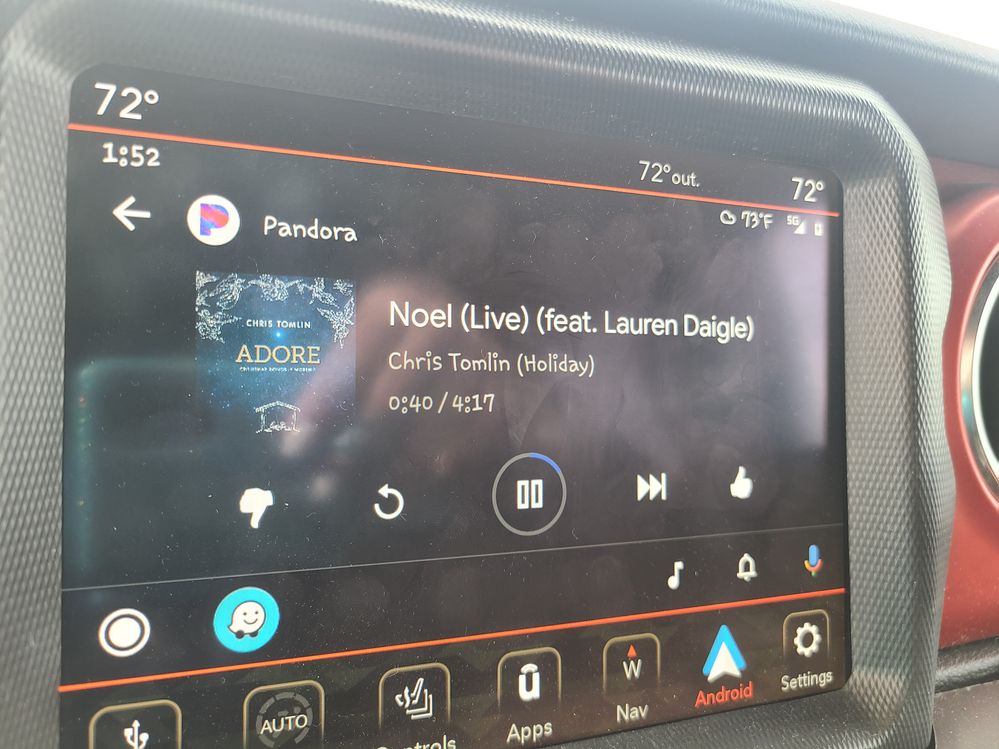 72°
1:52
72° out.
72°
73°F 5G
Pandora
CHRIS TOMLIN
ADORE
Noel (Live) (feat. Lauren Daigle)
Chris Tomlin (Holiday)
0:40 / 4:17
AUTO
Controls
Apps
W
Nav
Android
Settings